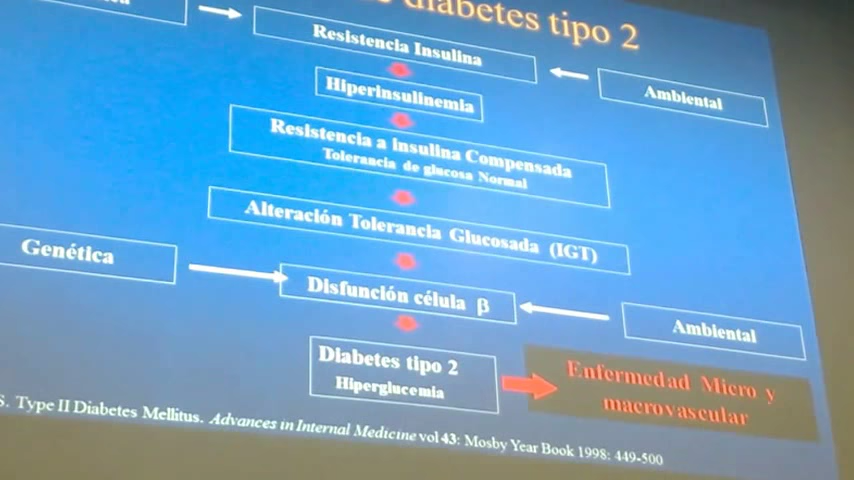 diabetes tipo 2
Resistencia Insulina
Ambiental
Hiperinsulinemia
Resistencia a Insulina Compensada
Tolerancia de glucosa Normal
Alteración Tolerancia Glucosada (IGT)
Genética
Disfunción célula β
Ambiental
Diabetes tipo 2
Hiperglucemia
Enfermedad Micro y
macrovascular
S. Type II Diabetes Mellitus. Advances in Internal Medicine vol 43: Mosby Year Book 1998: 449-500